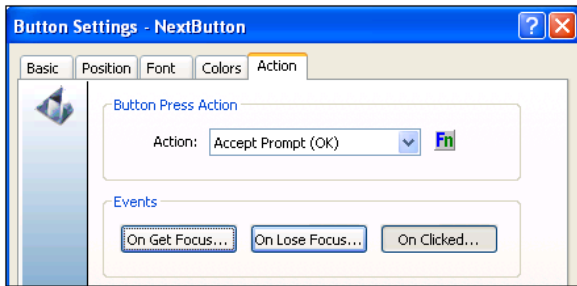 Button Settings - NextButton
Basic Position Font Colors Action
Button Press Action
Action: Accept Prompt (OK) Fn
Events
On Get Focus... On Lose Focus... On Clicked...